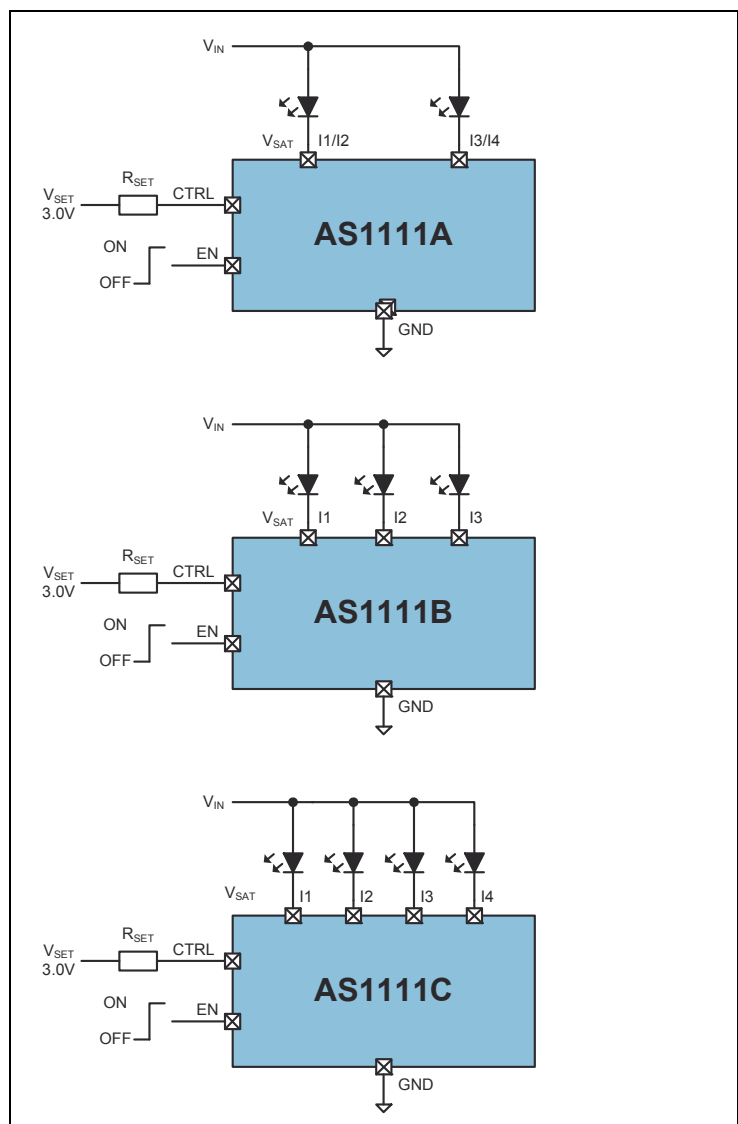 VIN
VSAT I1/I2 I3/I4
RSET
VSET CTRL
3.0V
AS1111A
ON
EN
OFF
GND
VIN
VSAT I1 I2 I3
RSET
VSET CTRL
3.0V
AS1111B
ON
EN
OFF
GND
VIN
VSAT I1 I2 I3 I4
RSET
VSET CTRL
3.0V
AS1111C
ON
EN
OFF
GND